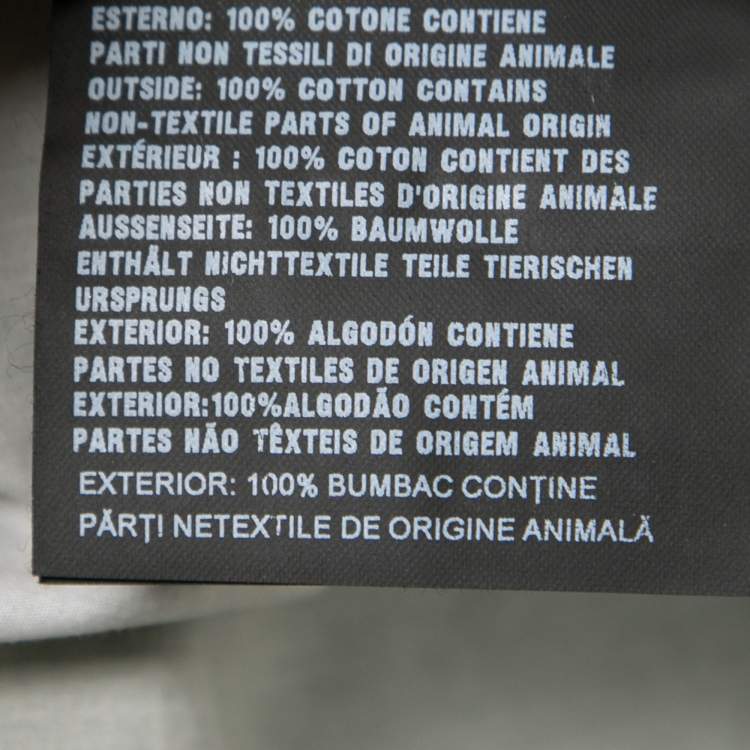 ESTERNO: 100% COTONE CONTIENE
PARTI NON TESSILI DI ORIGINE ANIMALE
OUTSIDE: 100% COTTON CONTAINS
NON-TEXTILE PARTS OF ANIMAL ORIGIN
EXTÉRIEUR : 100% COTON CONTIENT DES
PARTIES NON TEXTILES D'ORIGINE ANIMALE
AUSSENSEITE: 100% BAUMWOLLE
ENTHÅLT NICHTTEXTILE TEILE TIERISCHEN
URSPRUNGS
EXTERIOR: 100% ALGODÓN CONTIENE
PARTES NO TEXTILES DE ORIGEN ANIMAL
EXTERIOR:100%ALGODÃO CONTÉM
PARTES NÃO TÊXTEIS DE ORIGEM ANIMAL
EXTERIOR: 100% BUMBAC CONȚINE
PĂRȚI NETEXTILE DE ORIGINE ANIMALĂ